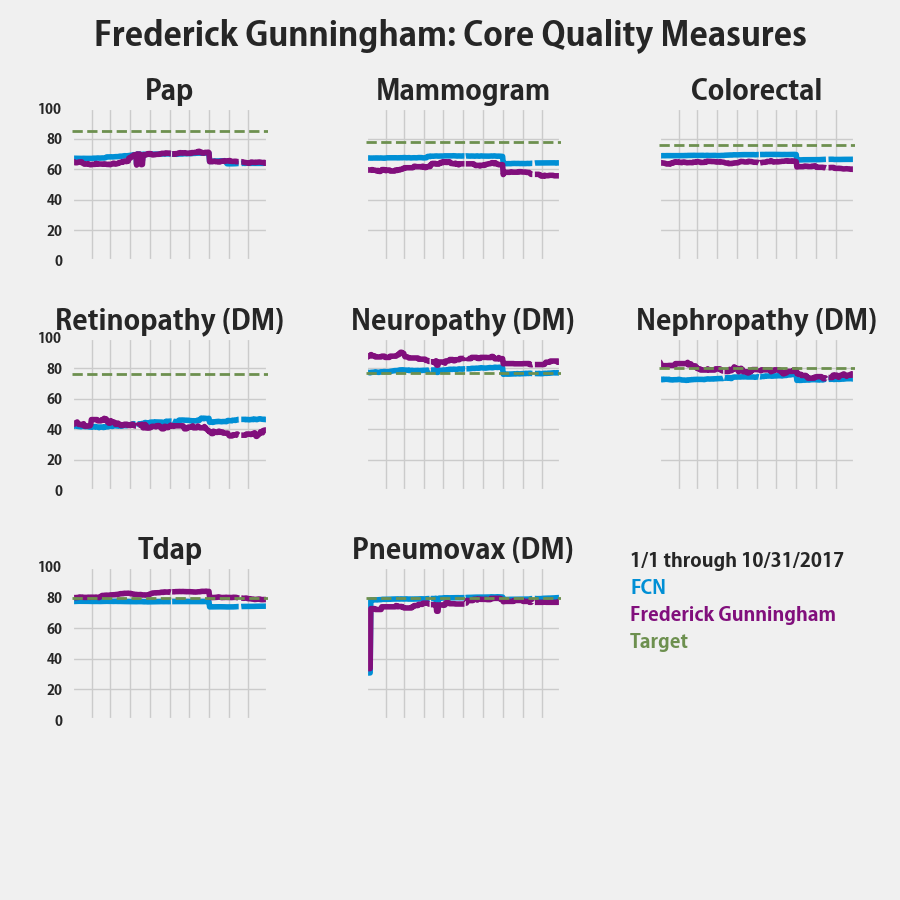 Frederick Gunningham: Core Quality Measures
Pap
Mammogram
Colorectal
100
80
60
40
20
0
Retinopathy (DM)
Neuropathy (DM)
Nephropathy (DM)
100
80
60
40
20
0
Tdap
Pneumovax (DM)
100
80
60
40
20
0
1/1 through 10/31/2017
FCN
Frederick Gunningham
Target